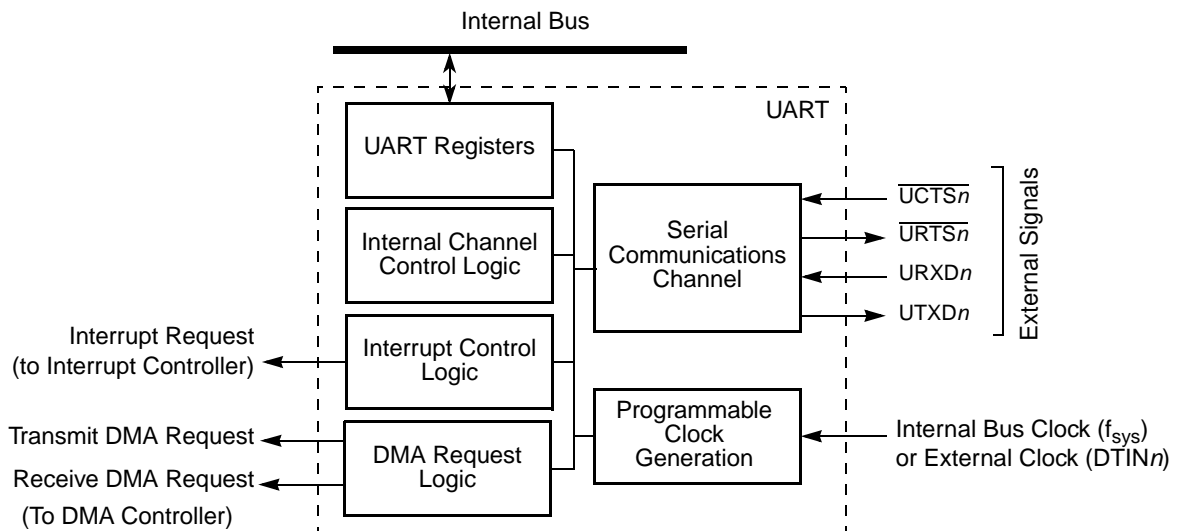 Internal Bus
UART
UART Registers
Internal Channel
Control Logic
Interrupt Control
Logic
DMA Request
Logic
Serial
Communications
Channel
Programmable
Clock
Generation
UCTSn
URTSn
URXDn
UTXDn
External Signals
Interrupt Request
(to Interrupt Controller)
Transmit DMA Request
Receive DMA Request
(To DMA Controller)
Internal Bus Clock (fsys)
or External Clock (DTINn)